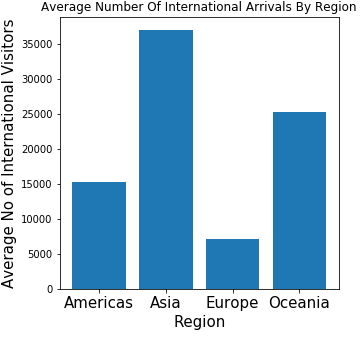 Average Number Of International Arrivals By Region
Average No of International Visitors
35000
30000
25000
20000
15000
10000
5000
0
Americas Asia Europe Oceania
Region